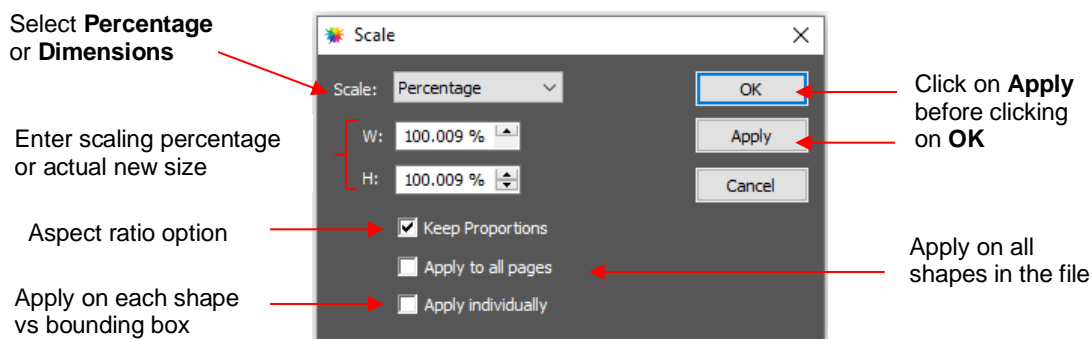 Select Percentage
or Dimensions
Enter scaling percentage
or actual new size
Aspect ratio option
Apply on each shape
vs bounding box
Scale
Scale: Percentage
W: 100.009 %
H: 100.009 %
Keep Proportions
Apply to all pages
Apply individually
OK
Apply
Cancel
Click on Apply
before clicking
on OK
Apply on all
shapes in the file